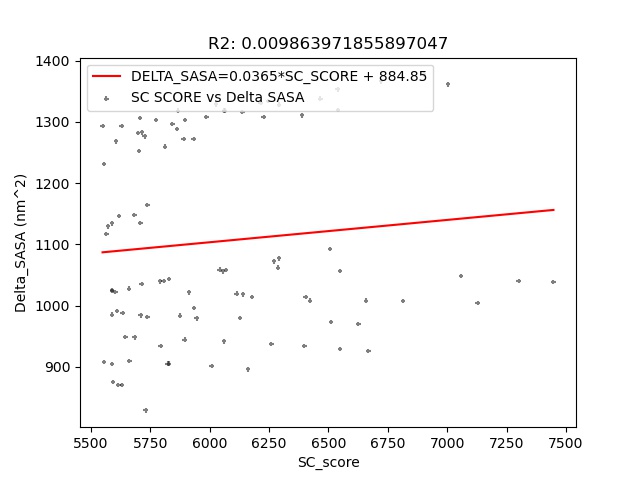 R2: 0.009863971855897047
DELTA_SASA=0.0365*SC_SCORE + 884.85
SC SCORE vs Delta SASA
Delta_SASA (nm^2)
1400
1300
1200
1100
1000
900
5500 5750 6000 6250 6500 6750 7000 7250 7500
SC_score